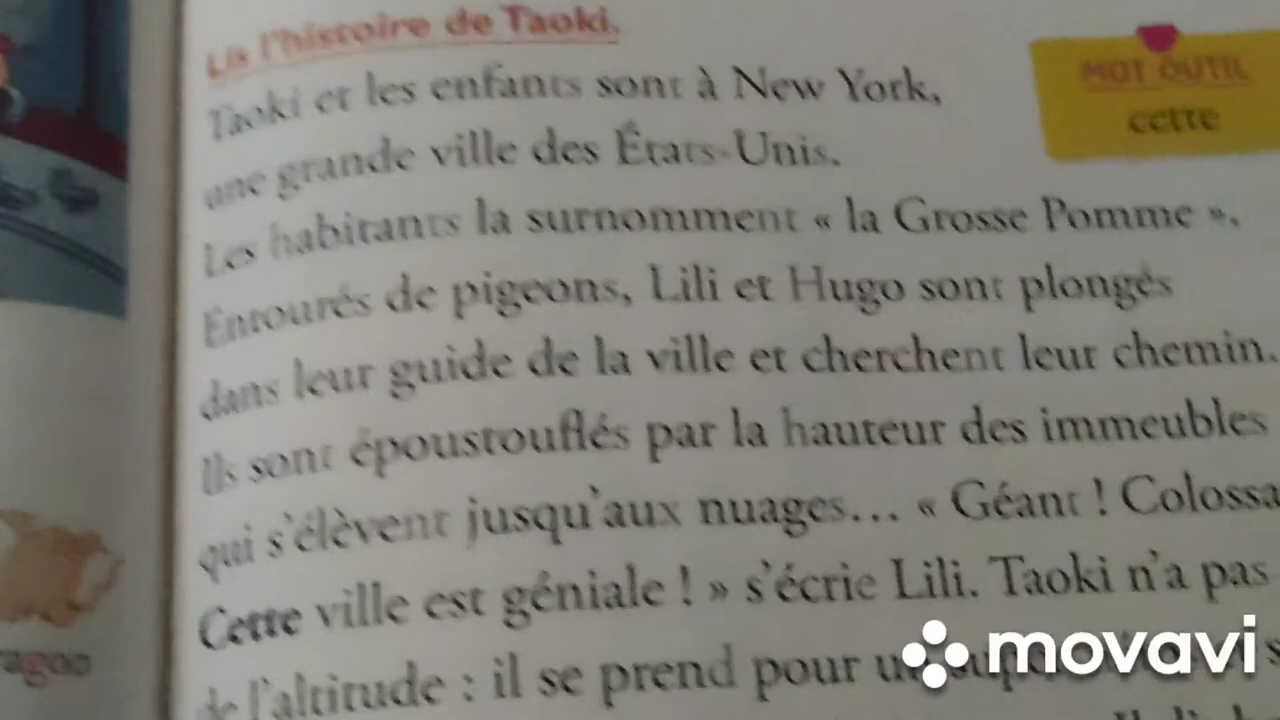 Lis l'histoire de Taoki.
MOT OUTIL
cette
Taoki et les enfants sont à New York,
une grande ville des États-Unis.
Les habitants la surnomment « la Grosse Pomme ».
Entourés de pigeons, Lili et Hugo sont plongés
dans leur guide de la ville et cherchent leur chemin.
Ils sont époustouflés par la hauteur des immeubles
qui s'élèvent jusqu'aux nuages... « Géant ! Colossa
Cette ville est géniale ! » s'écrie Lili. Taoki n'a pas
de l'altitude : il se prend pour
movavi